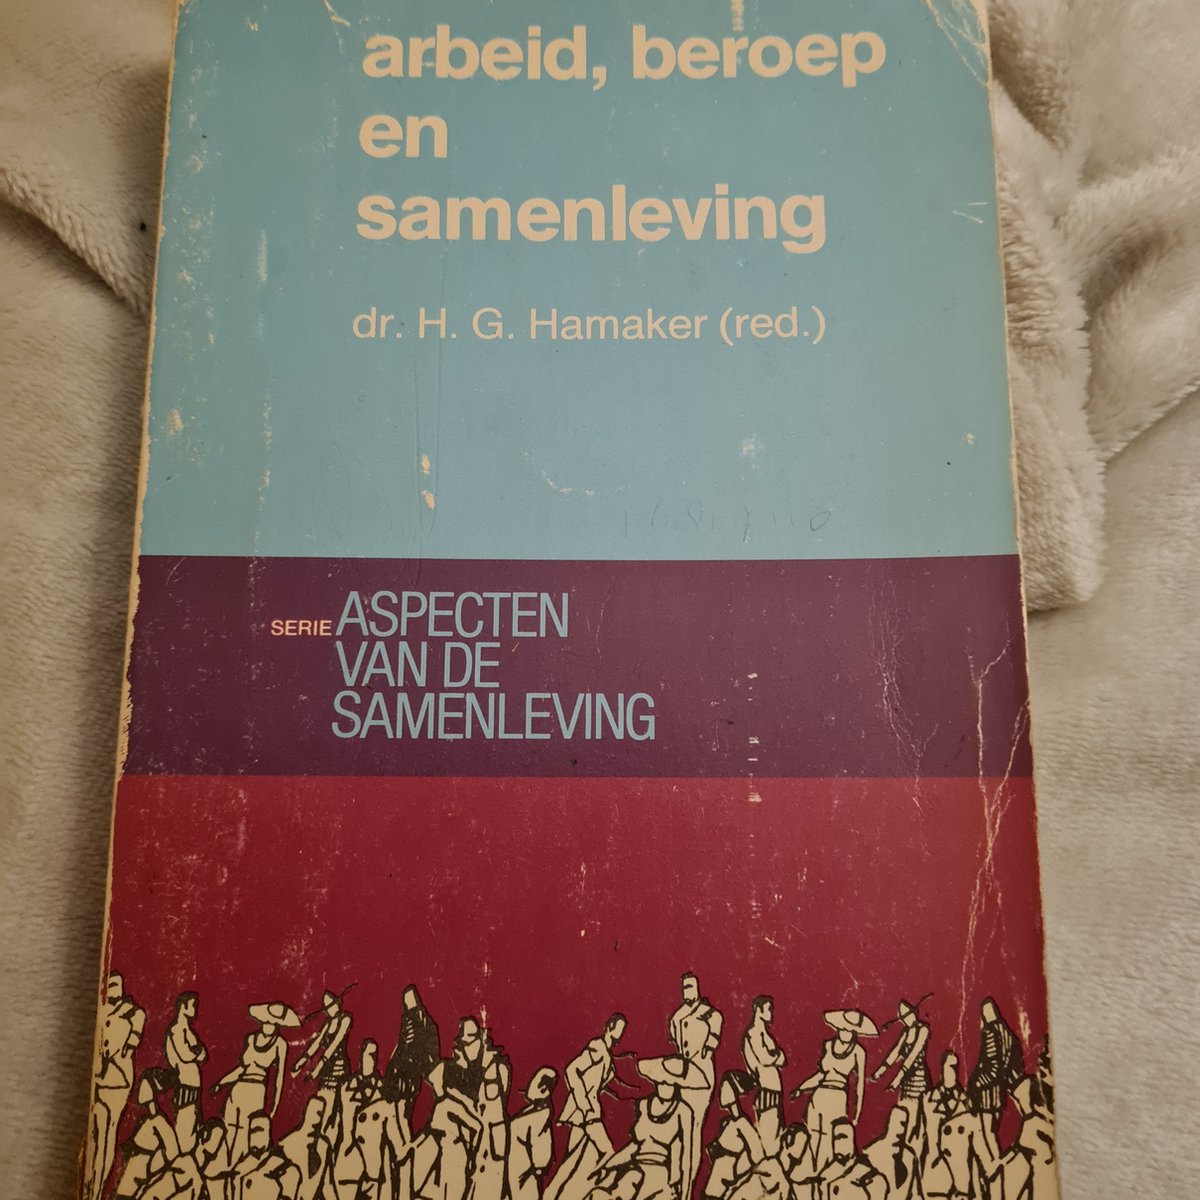 arbeid, beroep
en
samenleving
dr. H. G. Hamaker (red.)
SERIE ASPECTEN
VAN DE
SAMENLEVING